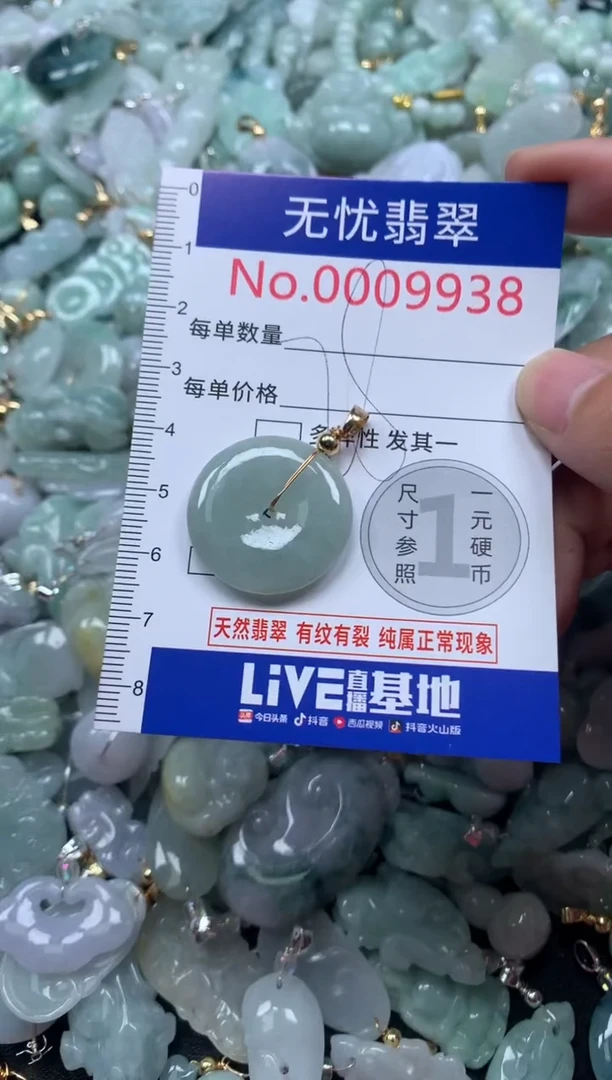 0
无忧翡翠
1
No.0009938
2
每单数量
3
每单价格
4
性 发其一
5
尺寸参照
1
一元硬币
6
7
天然翡翠 有纹有裂 纯属正常现象
8
LiVE直播基地
今日头条 抖音 西瓜视频 抖音火山版